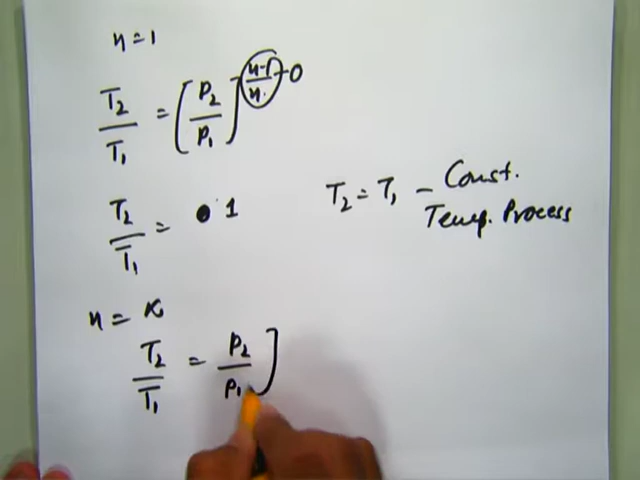 n = 1
T2/T1 = [P2/P1]^(n-1/n) → 0
T2/T1 = 1
T2 = T1 – Const.
Temp. Process
n = ∝
T2/T1 = P2/P1]